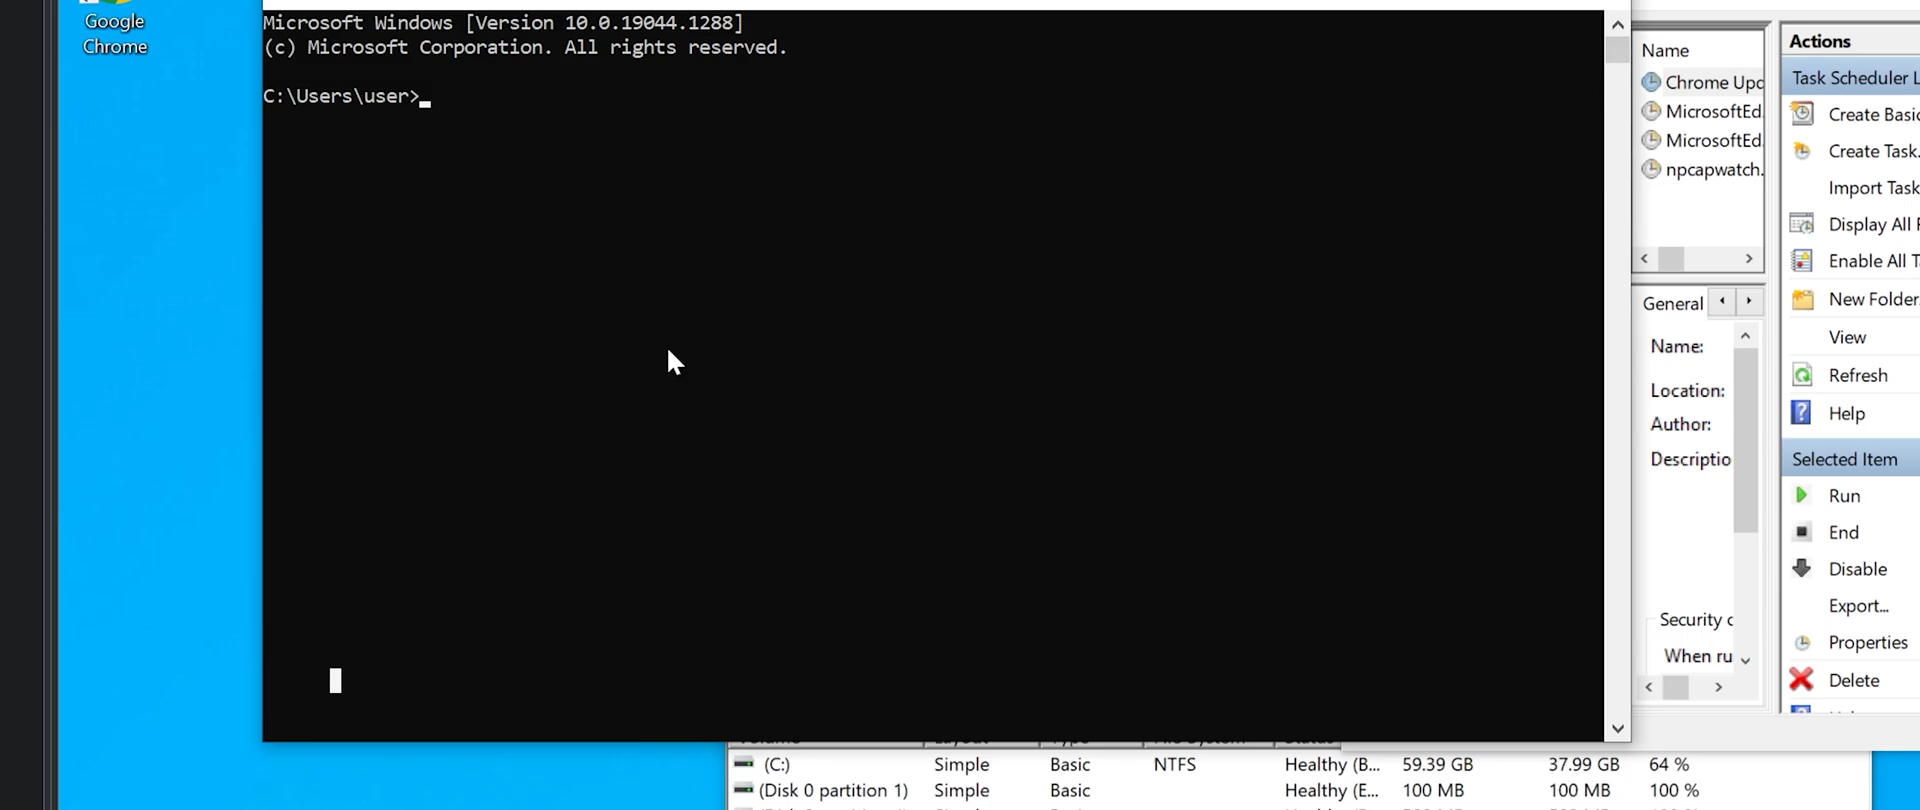 Google
Chrome
Microsoft Windows [Version 10.0.19044.1288]
(c) Microsoft Corporation. All rights reserved.
C:\Users\user>
Name
Chrome Upd
MicrosoftEd
MicrosoftEd
npcapwatch.
General
Name:
Location:
Author:
Descriptio
Security o
When ru
Actions
Task Scheduler L
Create Basic
Create Task.
Import Task
Display All R
Enable All T
New Folder.
View
Refresh
Help
Selected Item
Run
End
Disable
Export...
Properties
Delete
(C:) Simple Basic NTFS Healthy (B... 59.39 GB 37.99 GB 64 %
(Disk 0 partition 1) Simple Basic Healthy (E... 100 MB 100 MB 100 %